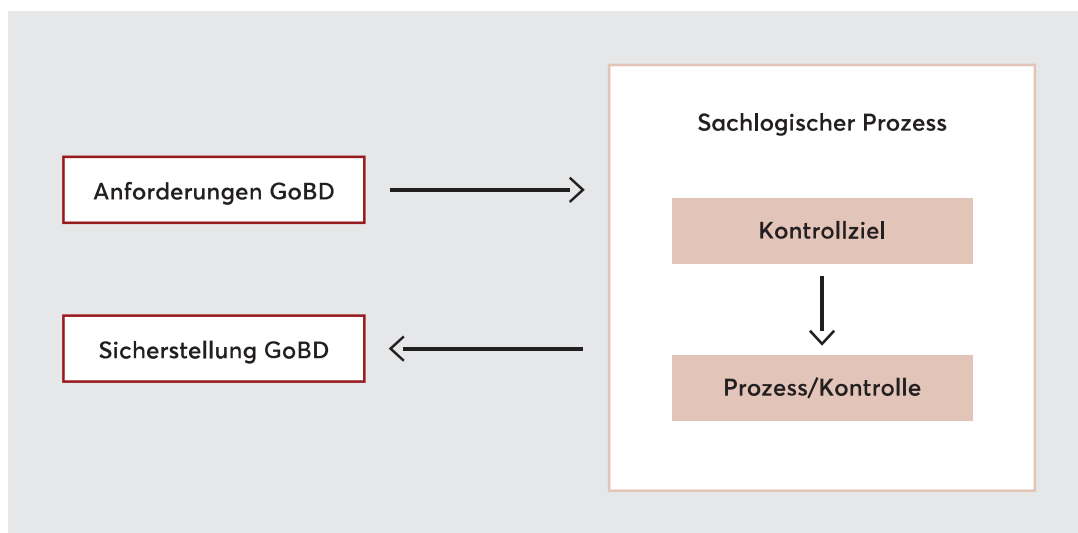 Sachlogischer Prozess
Anforderungen GoBD
Kontrollziel
Sicherstellung GoBD
Prozess/Kontrolle